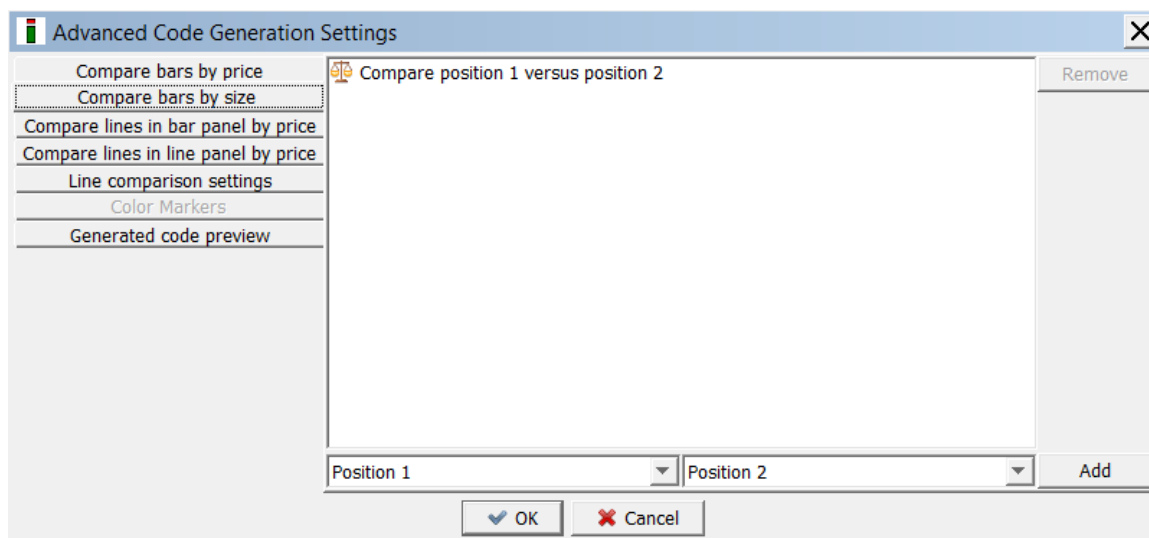 Advanced Code Generation Settings
Compare bars by price
Compare bars by size
Compare lines in bar panel by price
Compare lines in line panel by price
Line comparison settings
Color Markers
Generated code preview
Compare position 1 versus position 2
Remove
Position 1
Position 2
Add
OK
Cancel